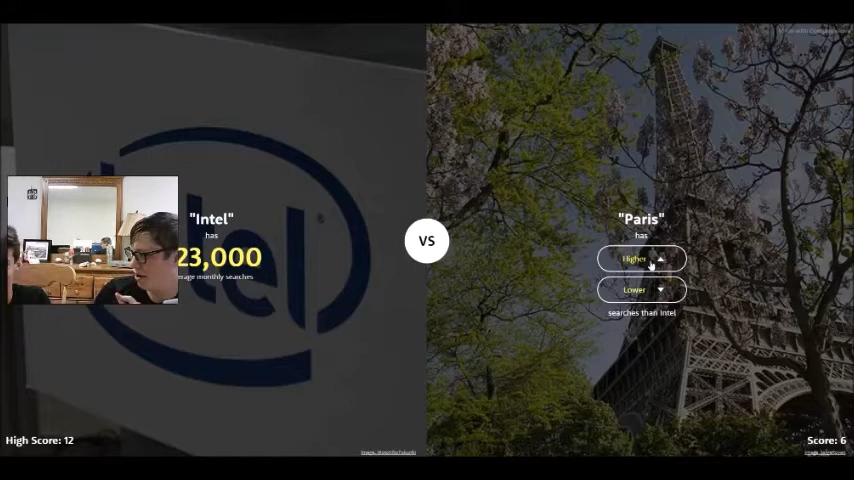 "Intel"
has
23,000
monthly searches
VS
"Paris"
has
Higher ▲
Lower ▼
searches than Intel
High Score: 12
Score: 6
intel